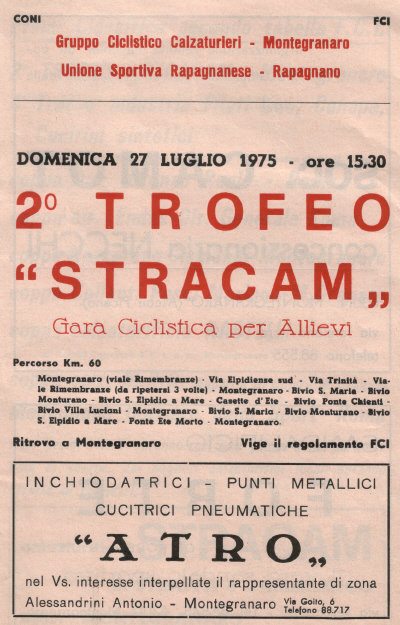 CONI FCI
Gruppo Ciclistico Calzaturieri - Montegranaro
Unione Sportiva Rapagnanese - Rapagnano
DOMENICA 27 LUGLIO 1975 - ore 15,30
2º TROFEO
"STRACAM„
Gara Ciclistica per Allievi
Percorso Km. 60
Montegranaro (viale Rimembranze) - Via Elpidiense sud - Via Trinità - Via-
le Rimembranze (da ripetersi 3 volte) - Montegranaro - Bivio S. Maria - Bivio
Monturano - Bivio S. Elpidio a Mare - Casette d'Ete - Bivio Ponte Chienti -
Bivio Villa Luciani - Montegranaro - Bivio S. Maria - Bivio Monturano - Bivio
S. Elpidio a Mare - Ponte Ete Morto - Montegranaro.
Ritrovo a Montegranaro Vige il regolamento FCI
INCHIODATRICI - PUNTI METALLICI
CUCITRICI PNEUMATICHE
"ATRO„
nel Vs. interesse interpellate il rappresentante di zona
Alessandrini Antonio - Montegranaro Via Goito, 6
Telefono 88.717